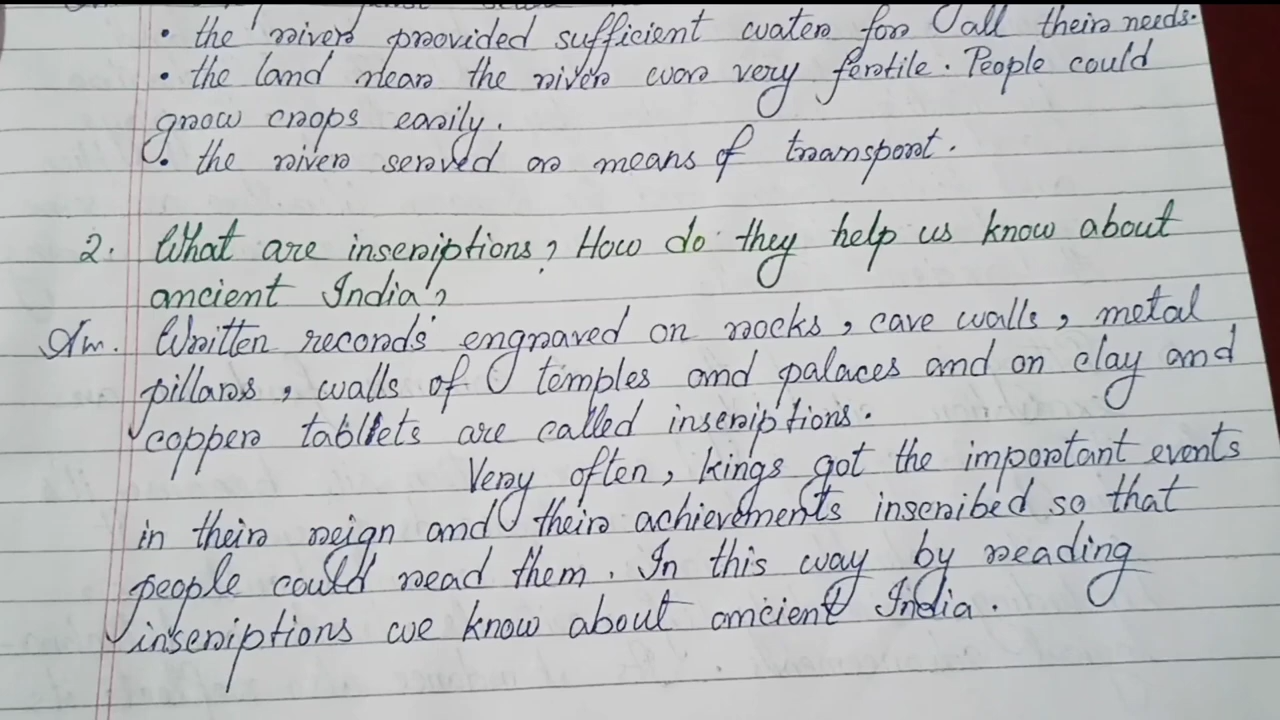 • the rivers provided sufficient water for all their needs.
• the land near the river was very fertile. People could
grow crops easily.
• the river served as means of transport.
2. What are inscriptions? How do they help us know about
ancient India?
Ans. Written records engraved on rocks, cave walls, metal
pillars, walls of temples and palaces and on clay and
copper tablets are called inscriptions.
Very often, kings got the important events
in their reign and their achievements inscribed so that
people could read them. In this way by reading
inscriptions we know about ancient India.